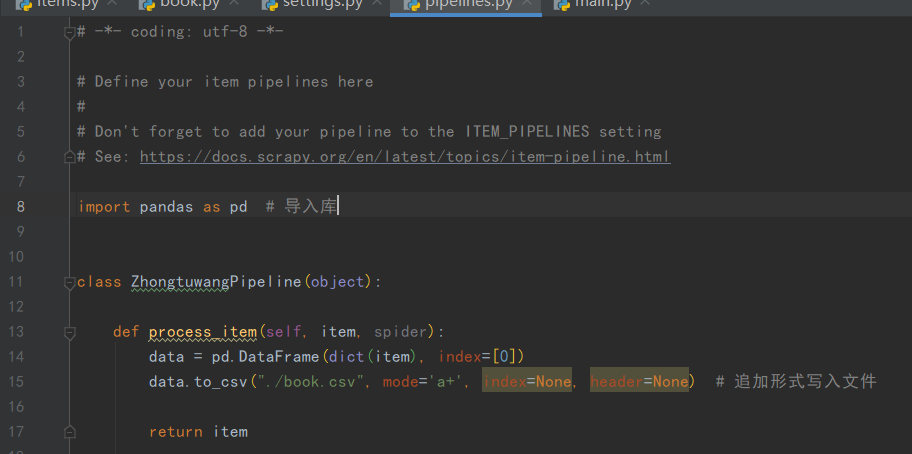 items.py book.py settings.py pipelines.py main.py
1 # -*- coding: utf-8 -*-
2
3 # Define your item pipelines here
4 #
5 # Don't forget to add your pipeline to the ITEM_PIPELINES setting
6 # See: https://docs.scrapy.org/en/latest/topics/item-pipeline.html
7
8 import pandas as pd  # 导入库
9
10
11 class ZhongtuwangPipeline(object):
12
13     def process_item(self, item, spider):
14         data = pd.DataFrame(dict(item), index=[0])
15         data.to_csv("./book.csv", mode='a+', index=None, header=None)  # 追加形式写入文件
16
17         return item